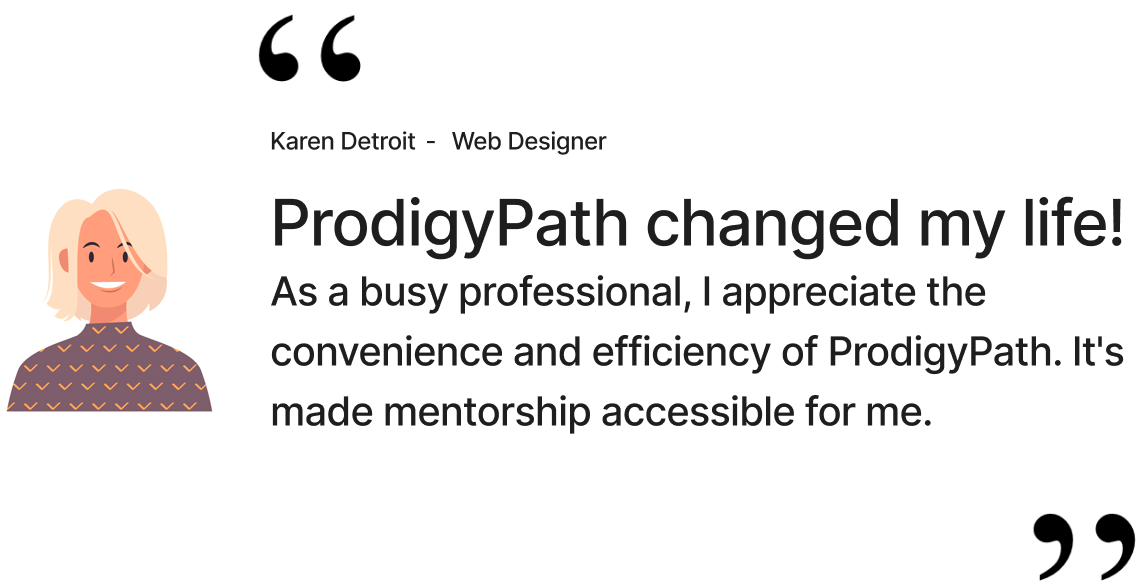 “
Karen Detroit - Web Designer
ProdigyPath changed my life!
As a busy professional, I appreciate the
convenience and efficiency of ProdigyPath. It's
made mentorship accessible for me.
”